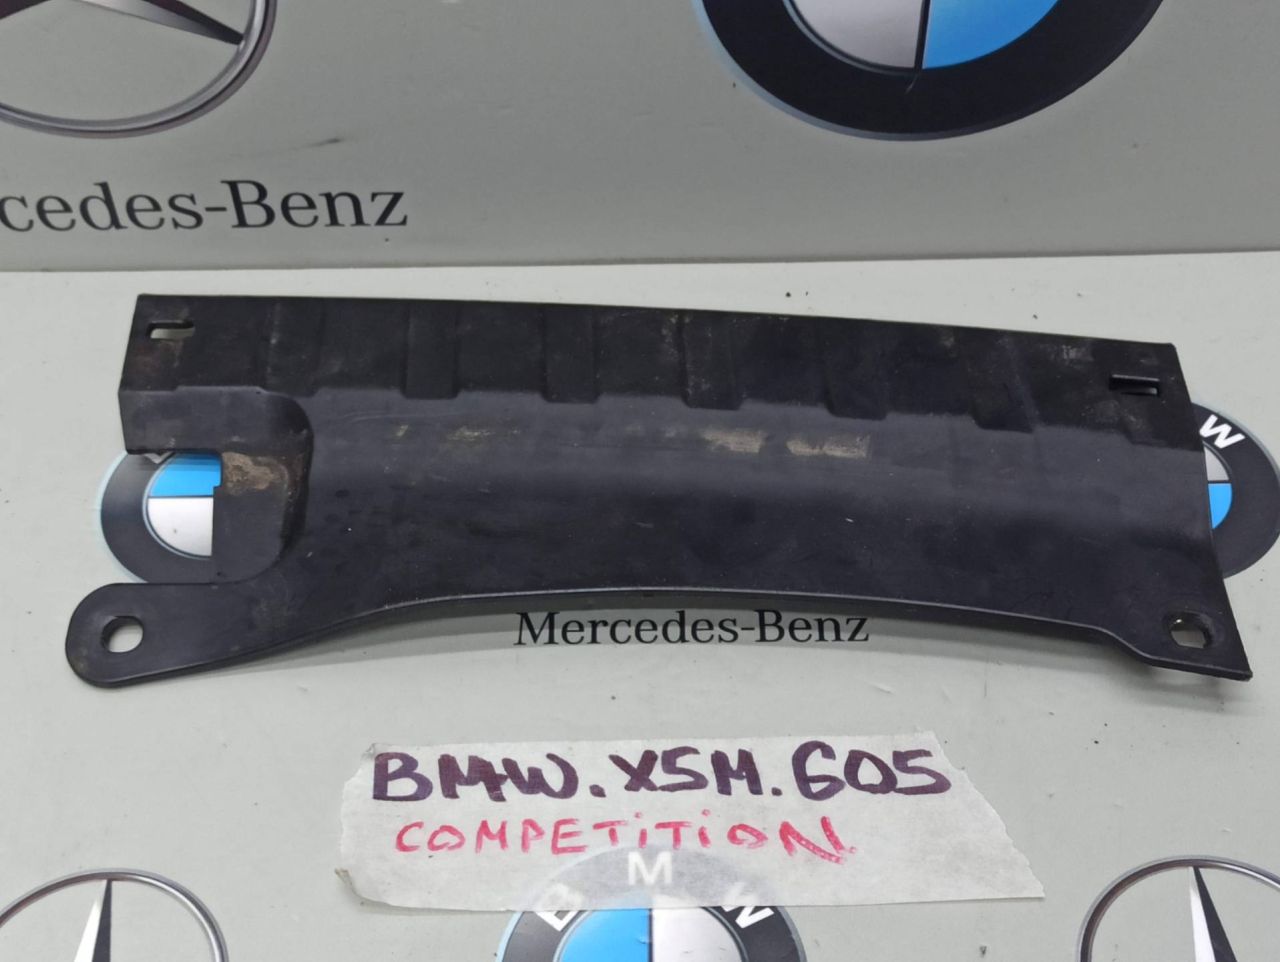 cedes-Benz
W
Mercedes-Benz
BMW.X5M.G05
COMPETITION
B M W